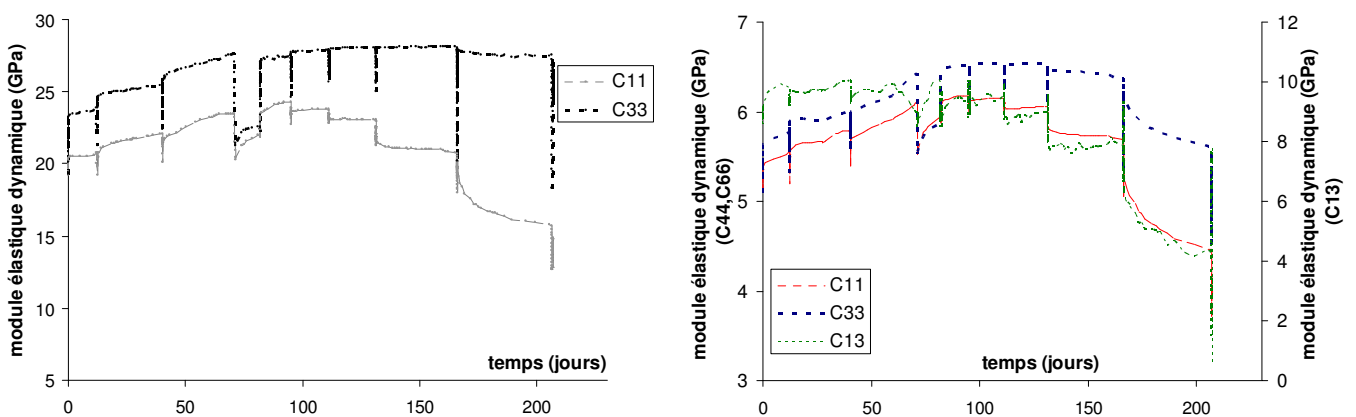 module élastique dynamique (GPa)
30
25
20
15
10
5
0
50
100
150
200
temps (jours)
C11
C33
module élastique dynamique (GPa)
(C44,C66)
7
6
5
4
3
0
50
100
150
200
temps (jours)
C11
C33
C13
12
10
8
6
4
2
0
module élastique dynamique (GPa)
(C13)